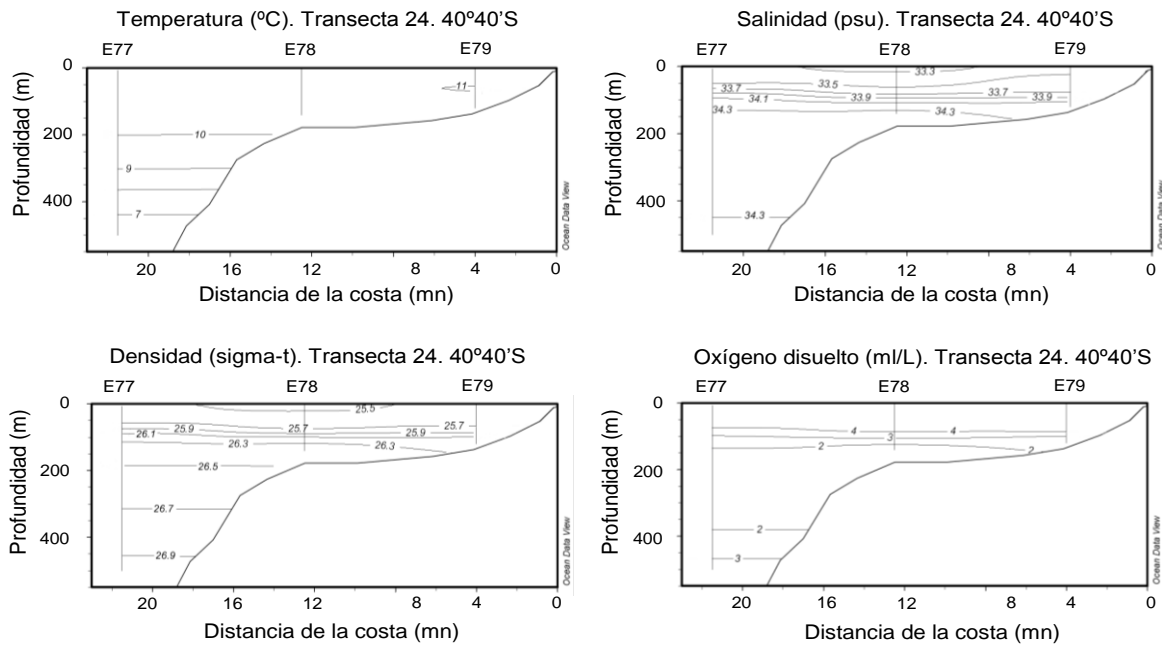 Temperatura (ºC). Transecta 24. 40º40'S
E77 E78 E79
0
200
400
Profundidad (m)
11
10
9
7
Ocean Data View
20 16 12 8 4 0
Distancia de la costa (mn)
Salinidad (psu). Transecta 24. 40º40'S
E77 E78 E79
0
200
400
Profundidad (m)
33.3
33.7 33.5 33.7
34.1 33.9 33.9
34.3 34.3
34.3
Ocean Data View
20 16 12 8 4 0
Distancia de la costa (mn)
Densidad (sigma-t). Transecta 24. 40º40'S
E77 E78 E79
0
200
400
Profundidad (m)
25.5
25.9 25.7 25.7
26.1 25.9
26.3 26.3
26.5
26.7
26.9
Ocean Data View
20 16 12 8 4 0
Distancia de la costa (mn)
Oxígeno disuelto (ml/L). Transecta 24. 40º40'S
E77 E78 E79
0
200
400
Profundidad (m)
4 4
3
2 2
2
3
Ocean Data View
20 16 12 8 4 0
Distancia de la costa (mn)